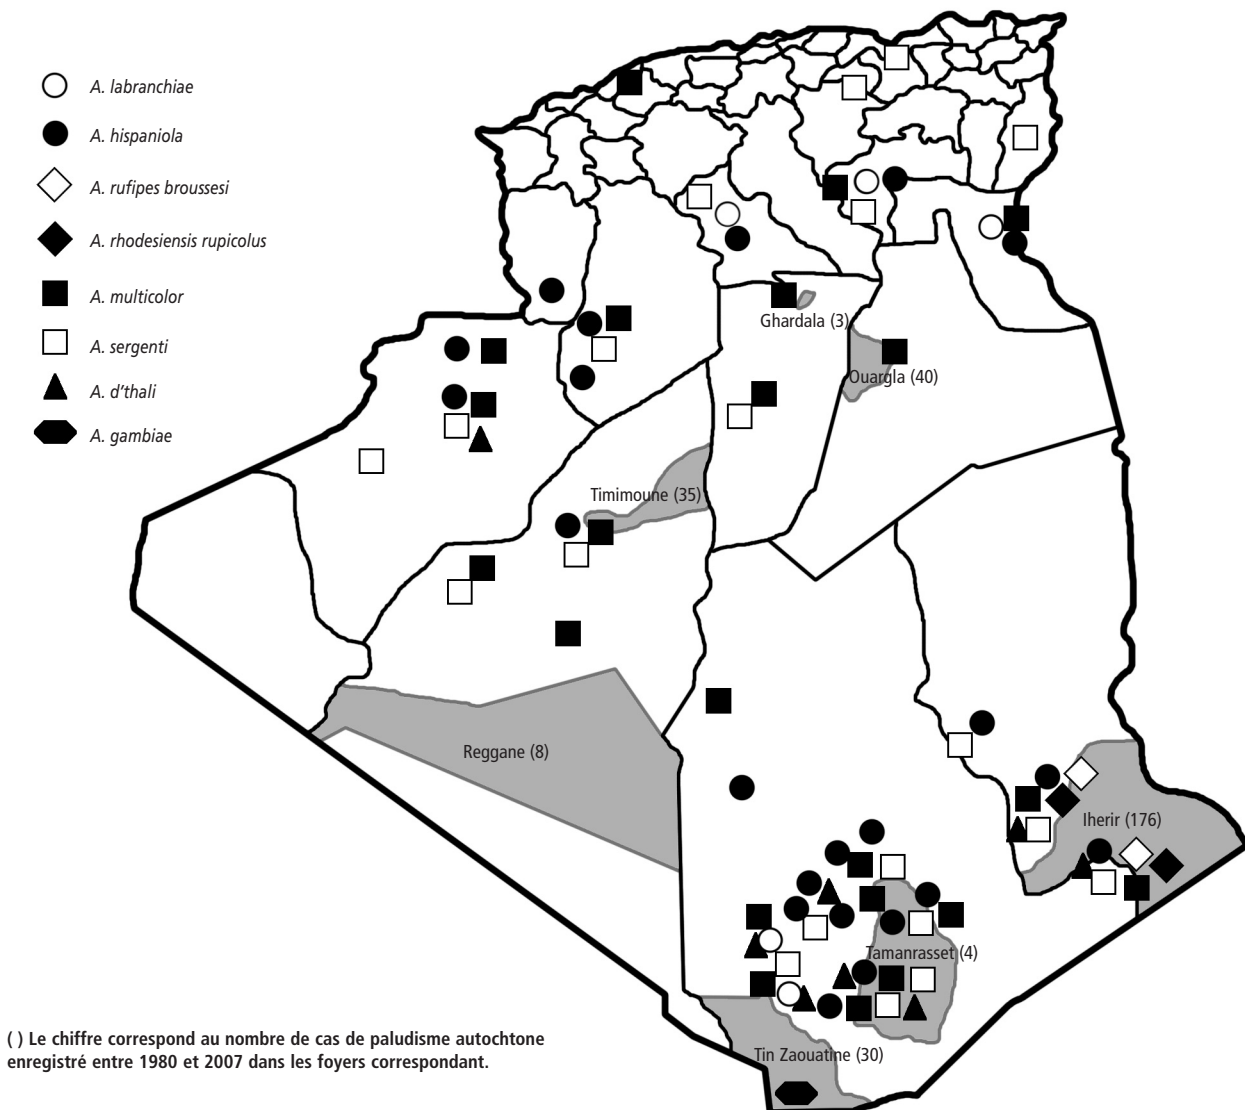 A. labranchiae
A. hispaniola
A. rufipes broussesi
A. rhodesiensis rupicolus
A. multicolor
A. sergenti
A. d'thali
A. gambiae
Ghardala (3)
Ouargla (40)
Timimoune (35)
Reggane (8)
Iherir (176)
Tamanrasset (4)
Tin Zaouatine (30)
( ) Le chiffre correspond au nombre de cas de paludisme autochtone
enregistré entre 1980 et 2007 dans les foyers correspondant.